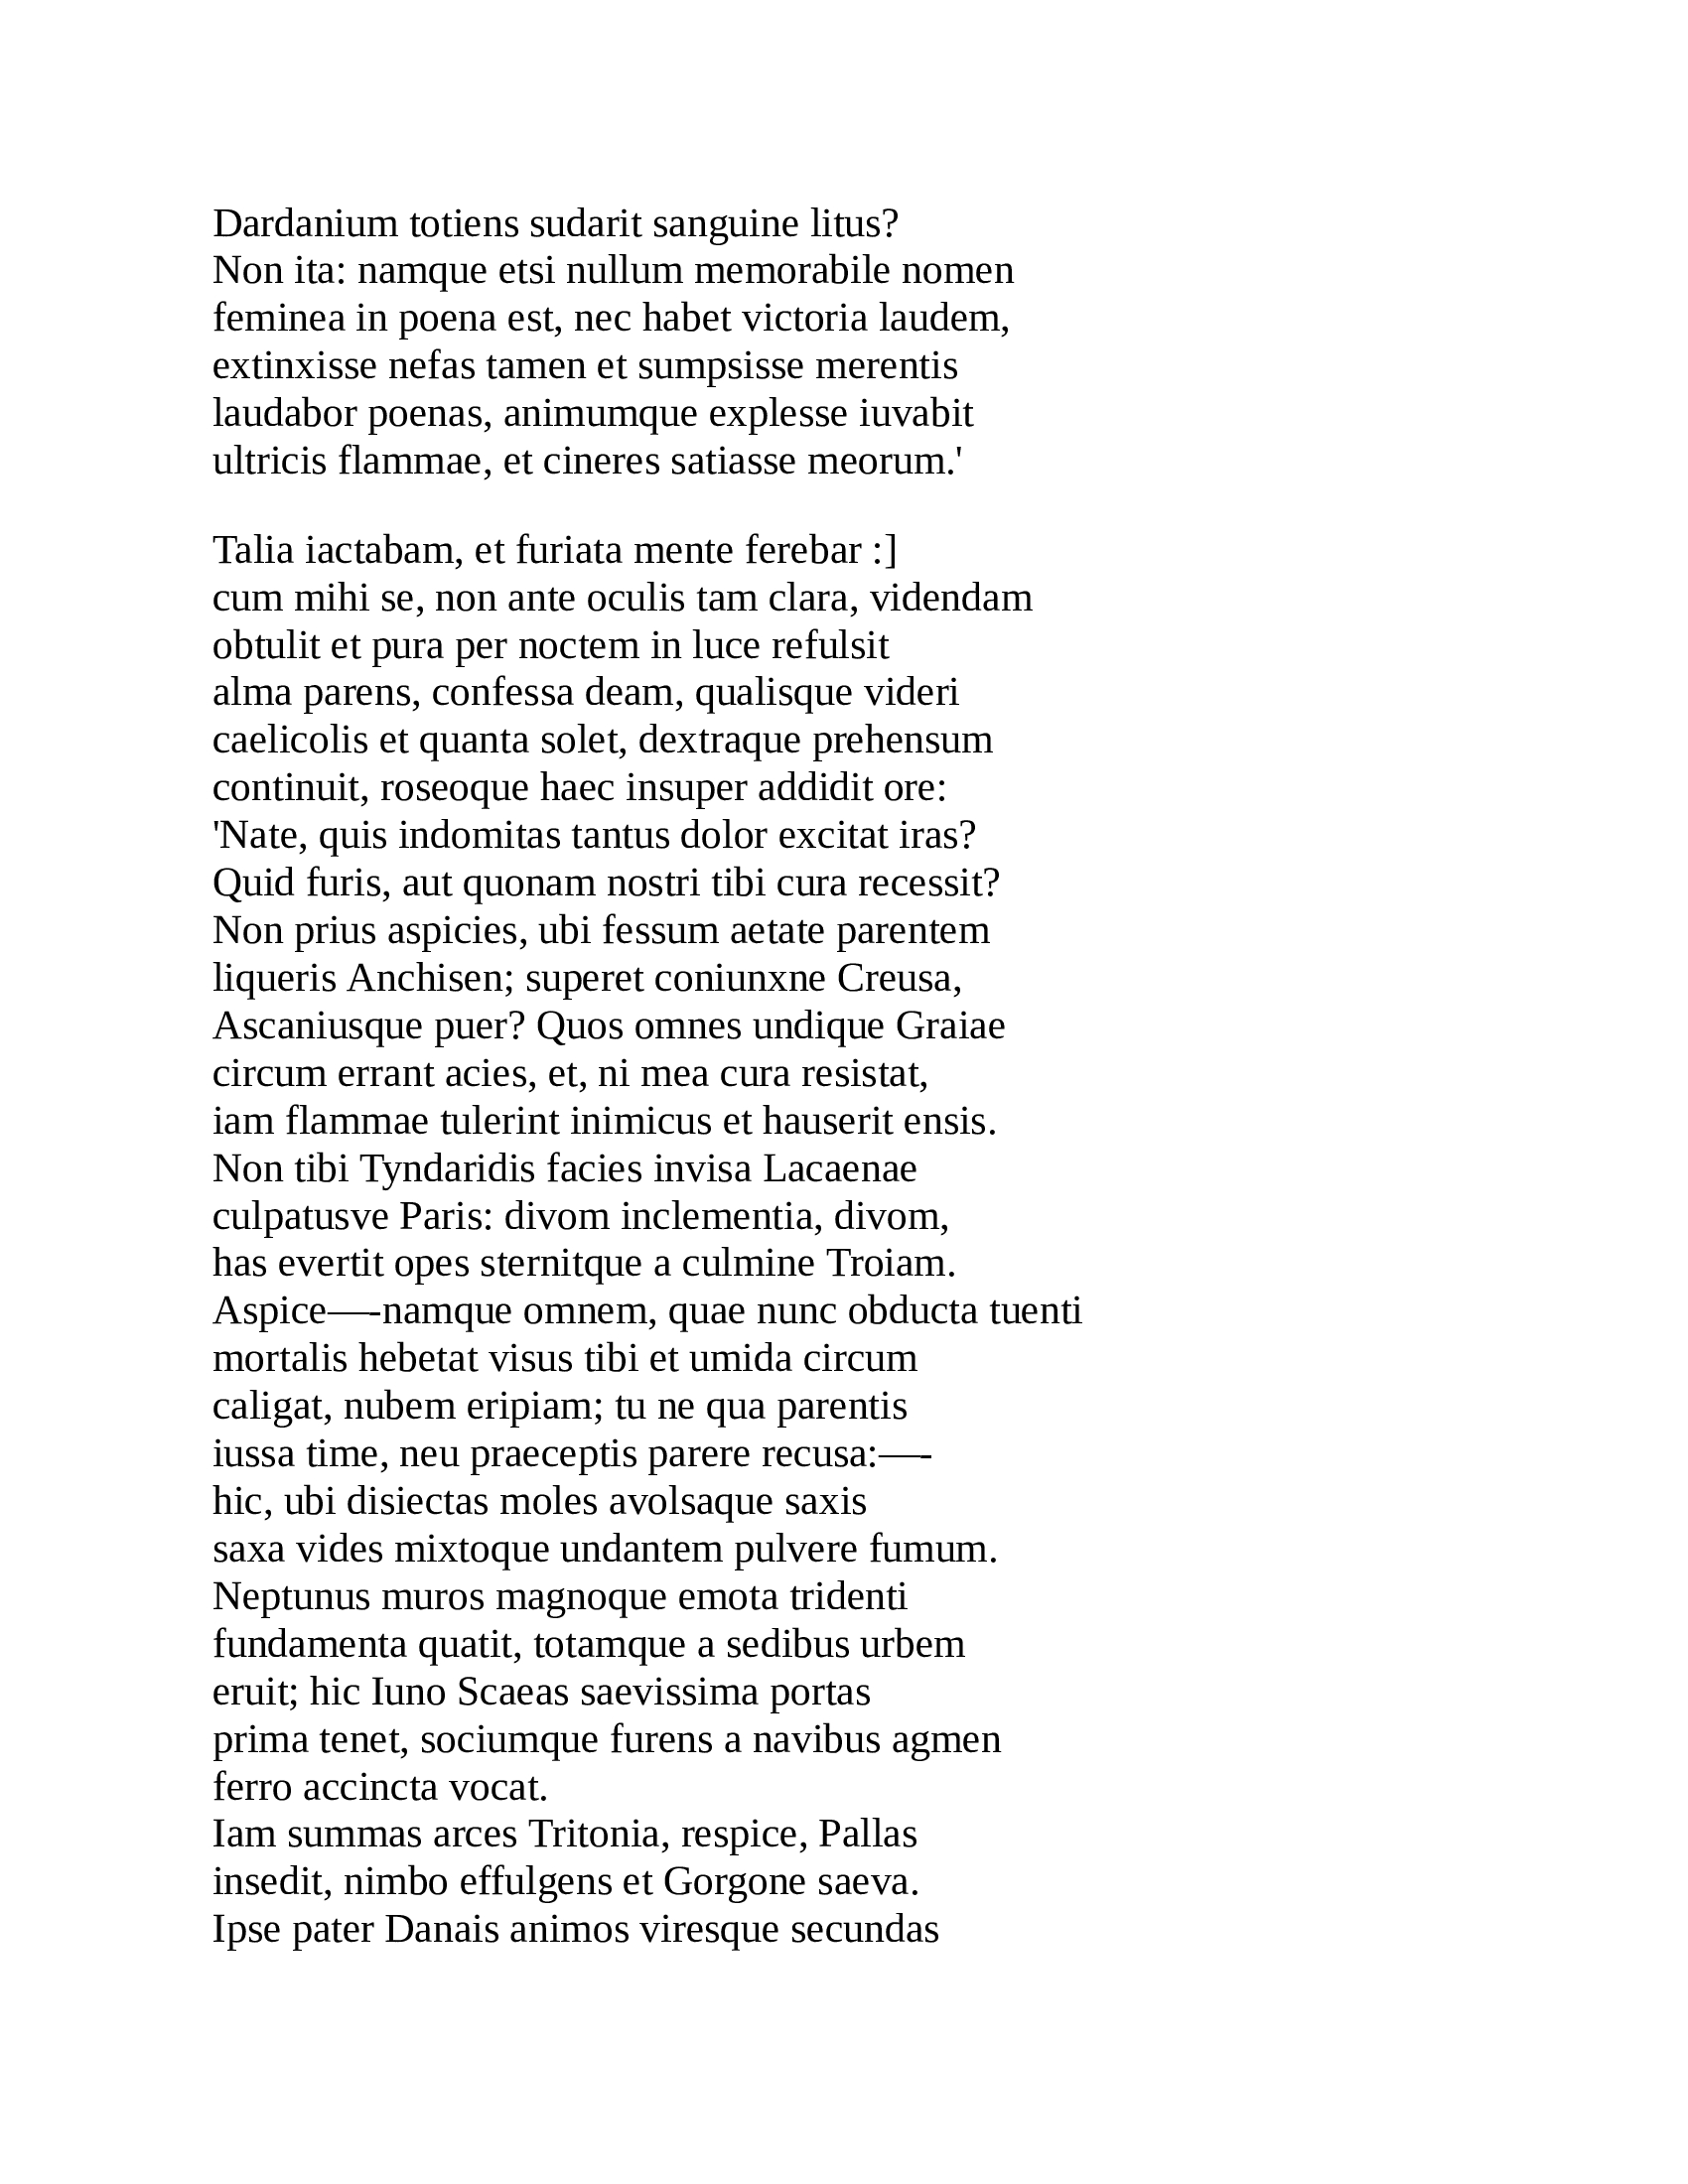 Dardanium totiens sudarit sanguine litus?
Non ita: namque etsi nullum memorabile nomen
feminea in poena est, nec habet victoria laudem,
extinxisse nefas tamen et sumpsisse merentis
laudabor poenas, animumque explesse iuvabit
ultricis flammae, et cineres satiasse meorum.'

Talia iactabam, et furiata mente ferebar :]
cum mihi se, non ante oculis tam clara, videndam
obtulit et pura per noctem in luce refulsit
alma parens, confessa deam, qualisque videri
caelicolis et quanta solet, dextraque prehensum
continuit, roseoque haec insuper addidit ore:
'Nate, quis indomitas tantus dolor excitat iras?
Quid furis, aut quonam nostri tibi cura recessit?
Non prius aspicies, ubi fessum aetate parentem
liqueris Anchisen; superet coniunxne Creusa,
Ascaniusque puer? Quos omnes undique Graiae
circum errant acies, et, ni mea cura resistat,
iam flammae tulerint inimicus et hauserit ensis.
Non tibi Tyndaridis facies invisa Lacaenae
culpatusve Paris: divom inclementia, divom,
has evertit opes sternitque a culmine Troiam.
Aspice—-namque omnem, quae nunc obducta tuenti
mortalis hebetat visus tibi et umida circum
caligat, nubem eripiam; tu ne qua parentis
iussa time, neu praeceptis parere recusa:—-
hic, ubi disiectas moles avolsaque saxis
saxa vides mixtoque undantem pulvere fumum.
Neptunus muros magnoque emota tridenti
fundamenta quatit, totamque a sedibus urbem
eruit; hic Iuno Scaeas saevissima portas
prima tenet, sociumque furens a navibus agmen
ferro accincta vocat.
Iam summas arces Tritonia, respice, Pallas
insedit, nimbo effulgens et Gorgone saeva.
Ipse pater Danais animos viresque secundas